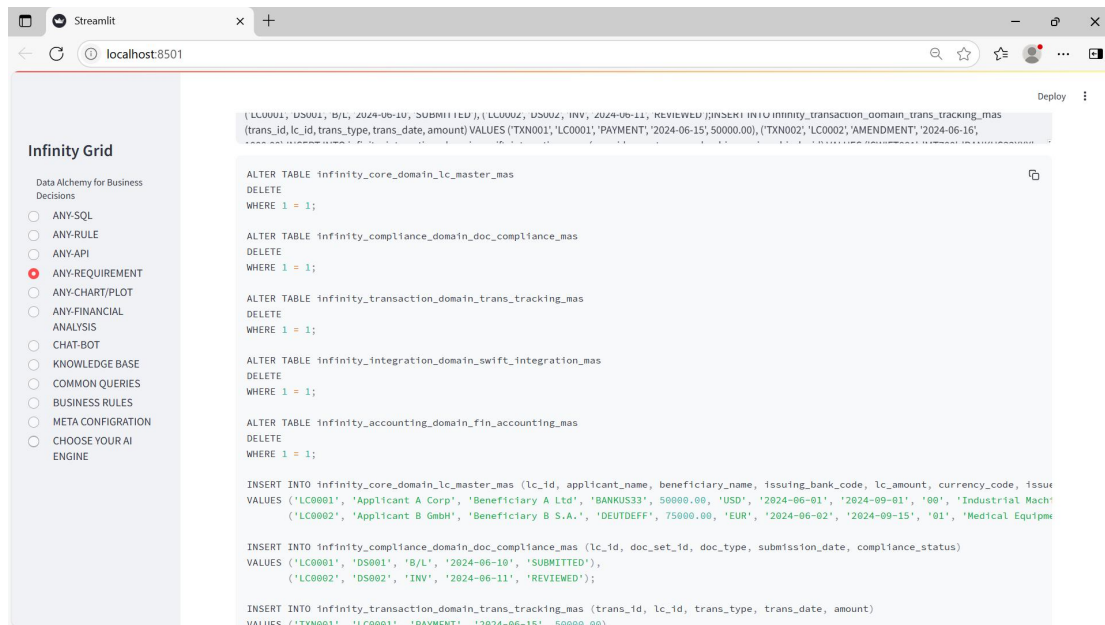 Streamlit
localhost:8501
Deploy
Infinity Grid
Data Alchemy for Business
Decisions
ANY-SQL
ANY-RULE
ANY-API
ANY-REQUIREMENT
ANY-CHART/PLOT
ANY-FINANCIAL
ANALYSIS
CHAT-BOT
KNOWLEDGE BASE
COMMON QUERIES
BUSINESS RULES
META CONFIGRATION
CHOOSE YOUR AI
ENGINE
('LC0001', 'DS001', 'B/L', '2024-06-10', 'SUBMITTED'), ('LC0002', 'DS002', 'INV', '2024-06-11', 'REVIEWED');INSERT INTO infinity_transaction_domain_trans_tracking_mas
(trans_id, lc_id, trans_type, trans_date, amount) VALUES ('TXN001', 'LC0001', 'PAYMENT', '2024-06-15', 50000.00), ('TXN002', 'LC0002', 'AMENDMENT', '2024-06-16',
ALTER TABLE infinity_core_domain_lc_master_mas
DELETE
WHERE 1 = 1;
ALTER TABLE infinity_compliance_domain_doc_compliance_mas
DELETE
WHERE 1 = 1;
ALTER TABLE infinity_transaction_domain_trans_tracking_mas
DELETE
WHERE 1 = 1;
ALTER TABLE infinity_integration_domain_swift_integration_mas
DELETE
WHERE 1 = 1;
ALTER TABLE infinity_accounting_domain_fin_accounting_mas
DELETE
WHERE 1 = 1;
INSERT INTO infinity_core_domain_lc_master_mas (lc_id, applicant_name, beneficiary_name, issuing_bank_code, lc_amount, currency_code, issue
VALUES ('LC0001', 'Applicant A Corp', 'Beneficiary A Ltd', 'BANKUS33', 50000.00, 'USD', '2024-06-01', '2024-09-01', '00', 'Industrial Machi
('LC0002', 'Applicant B GmbH', 'Beneficiary B S.A.', 'DEUTDEFF', 75000.00, 'EUR', '2024-06-02', '2024-09-15', '01', 'Medical Equipme
INSERT INTO infinity_compliance_domain_doc_compliance_mas (lc_id, doc_set_id, doc_type, submission_date, compliance_status)
VALUES ('LC0001', 'DS001', 'B/L', '2024-06-10', 'SUBMITTED'),
('LC0002', 'DS002', 'INV', '2024-06-11', 'REVIEWED');
INSERT INTO infinity_transaction_domain_trans_tracking_mas (trans_id, lc_id, trans_type, trans_date, amount)
VALUES ('TXN001', 'LC0001', 'PAYMENT', '2024-06-15', 50000.00)